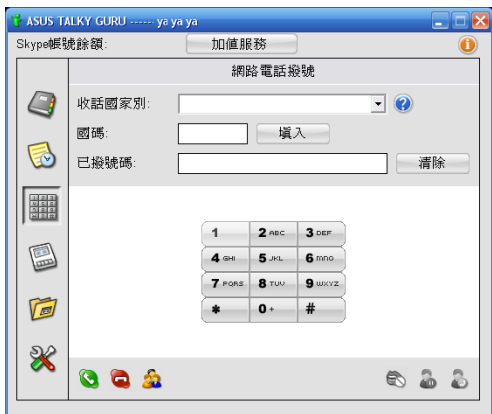 ASUS TALKY GURU ------ ya ya ya
Skype帳號餘額: 加值服務
網路電話撥號
收話國家別:
國碼: 填入
已撥號碼: 清除
1 2 ABC 3 DEF
4 GHI 5 JKL 6 MNO
7 PQRS 8 TUV 9 WXYZ
* 0 + #